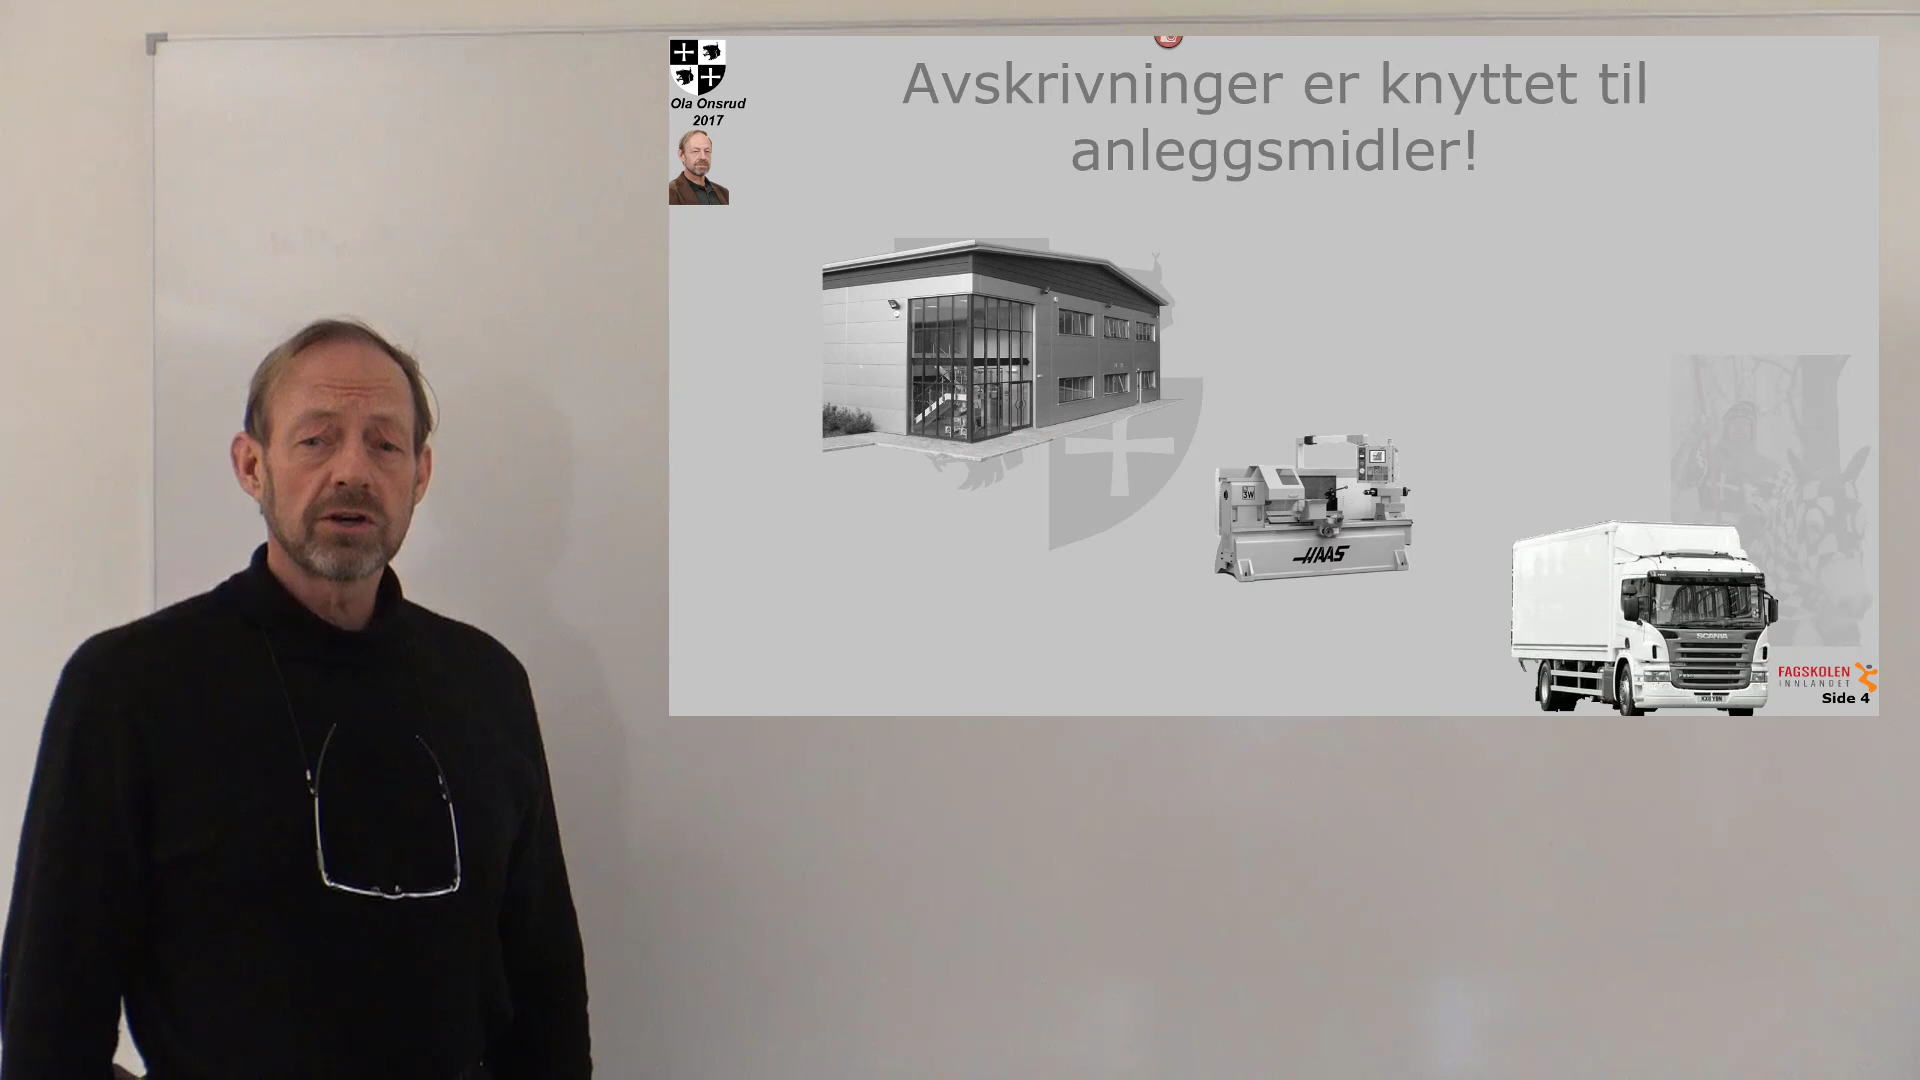 Ola Onsrud
2017
Avskrivninger er knyttet til
anleggsmidler!
3W
HAAS
SCANIA
FAGSKOLEN
INNLANDET
Side 4